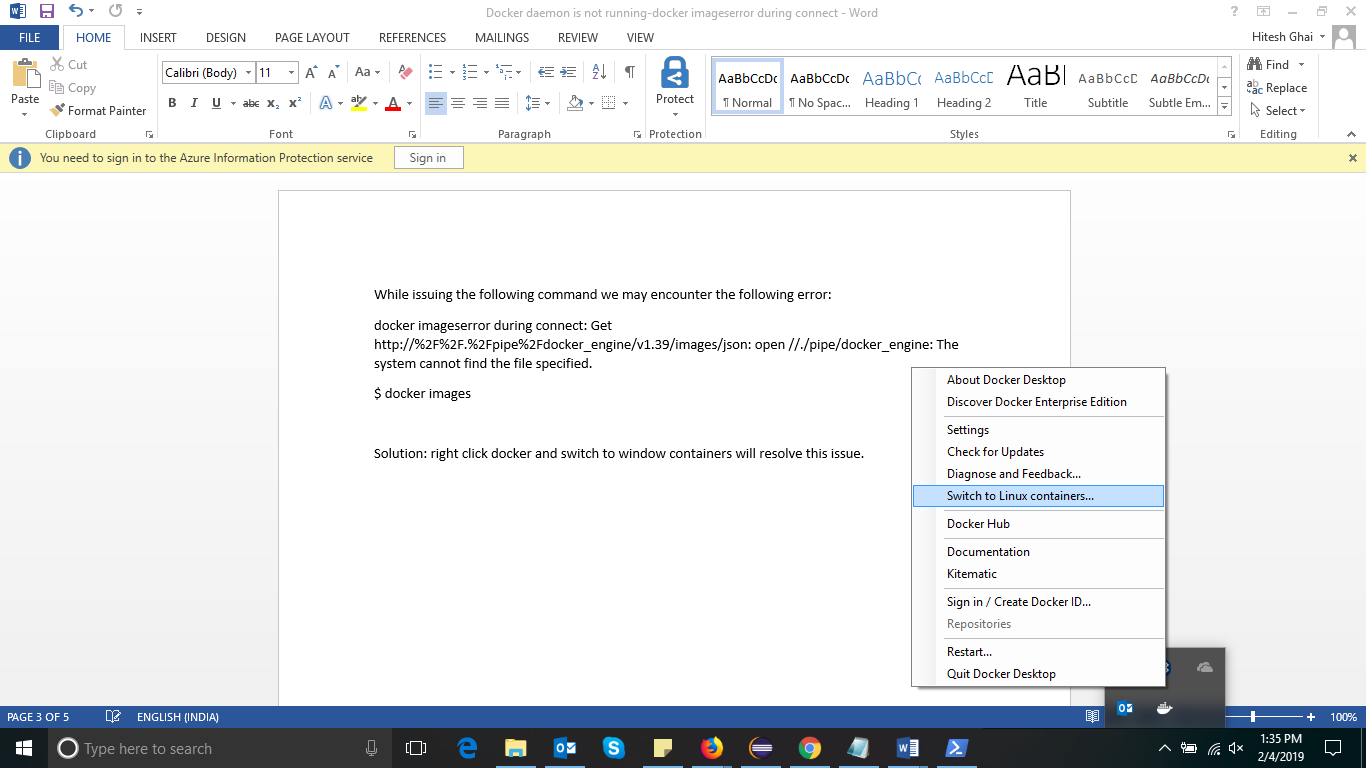 Docker daemon is not running-docker imageserror during connect - Word
FILE
HOME
INSERT
DESIGN
PAGE LAYOUT
REFERENCES
MAILINGS
REVIEW
VIEW
Hitesh Ghai
Paste
Cut
Copy
Format Painter
Clipboard
Calibri (Body)
11
Font
Paragraph
Protect
Protection
AaBbCcDc
¶ Normal
AaBbCcDc
¶ No Spac...
AaBbCc
Heading 1
AaBbCcD
Heading 2
AaBl
Title
AaBbCcD
Subtitle
AaBbCcDc
Subtle Em...
Styles
Find
Replace
Select
Editing
You need to sign in to the Azure Information Protection service
Sign in
While issuing the following command we may encounter the following error:
docker imageserror during connect: Get
http://%2F%2F.%2Fpipe%2Fdocker_engine/v1.39/images/json: open //./pipe/docker_engine: The
system cannot find the file specified.
$ docker images
Solution: right click docker and switch to window containers will resolve this issue.
About Docker Desktop
Discover Docker Enterprise Edition
Settings
Check for Updates
Diagnose and Feedback...
Switch to Linux containers...
Docker Hub
Documentation
Kitematic
Sign in / Create Docker ID...
Repositories
Restart...
Quit Docker Desktop
PAGE 3 OF 5
ENGLISH (INDIA)
100%
Type here to search
1:35 PM
2/4/2019